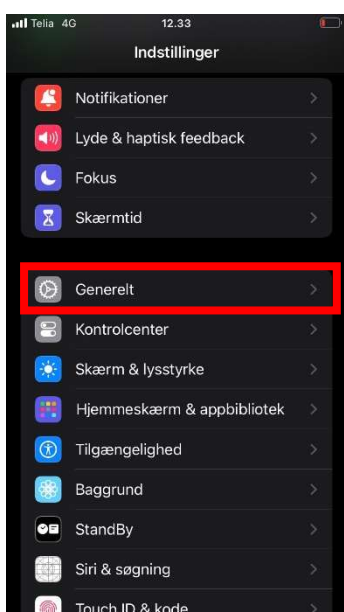 Telia 4G 12.33
Indstillinger
Notifikationer
Lyde & haptisk feedback
Fokus
Skærmtid
Generelt
Kontrolcenter
Skærm & lysstyrke
Hjemmeskærm & appbibliotek
Tilgængelighed
Baggrund
StandBy
Siri & søgning
Touch ID & kode